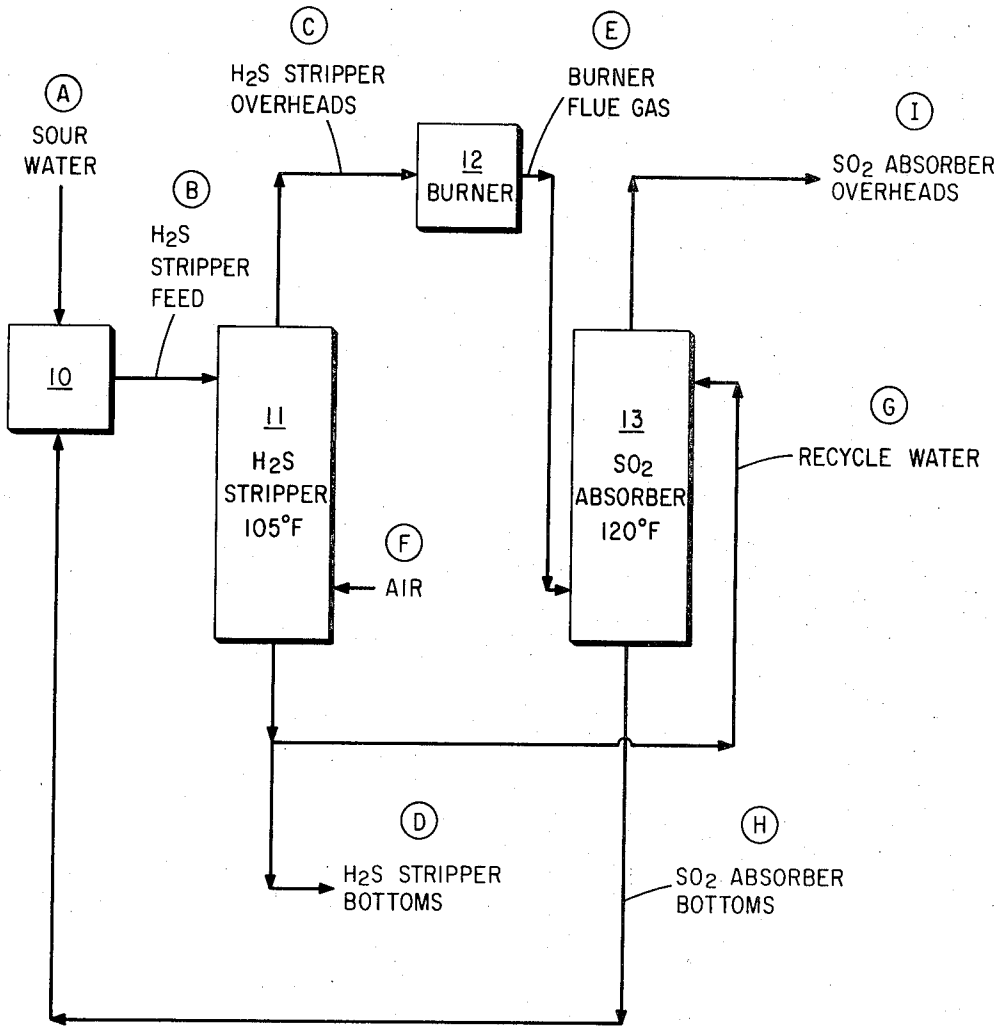 C
H2S STRIPPER
OVERHEADS
E
BURNER
FLUE GAS
A
SOUR
WATER
I
SO2 ABSORBER
OVERHEADS
12
BURNER
B
H2S
STRIPPER
FEED
10
11
H2S
STRIPPER
105°F
13
SO2
ABSORBER
120°F
G
RECYCLE WATER
F
AIR
D
H2S STRIPPER
BOTTOMS
H
SO2 ABSORBER
BOTTOMS